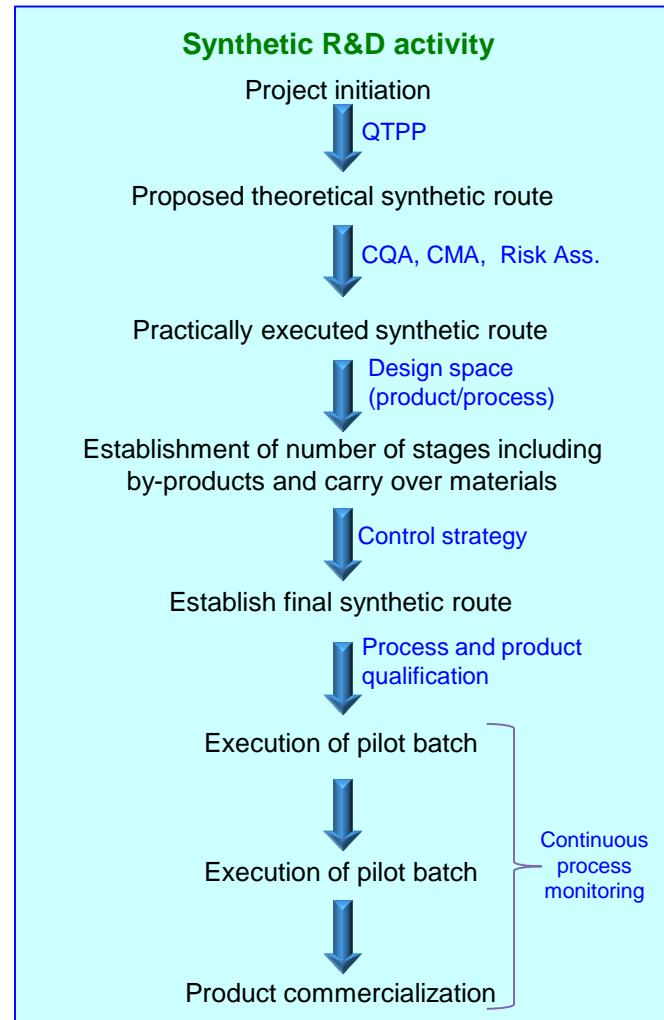 Synthetic R&D activity
Project initiation
QTPP
Proposed theoretical synthetic route
CQA, CMA, Risk Ass.
Practically executed synthetic route
Design space
(product/process)
Establishment of number of stages including
by-products and carry over materials
Control strategy
Establish final synthetic route
Process and product
qualification
Execution of pilot batch
Execution of pilot batch
Continuous
process
monitoring
Product commercialization